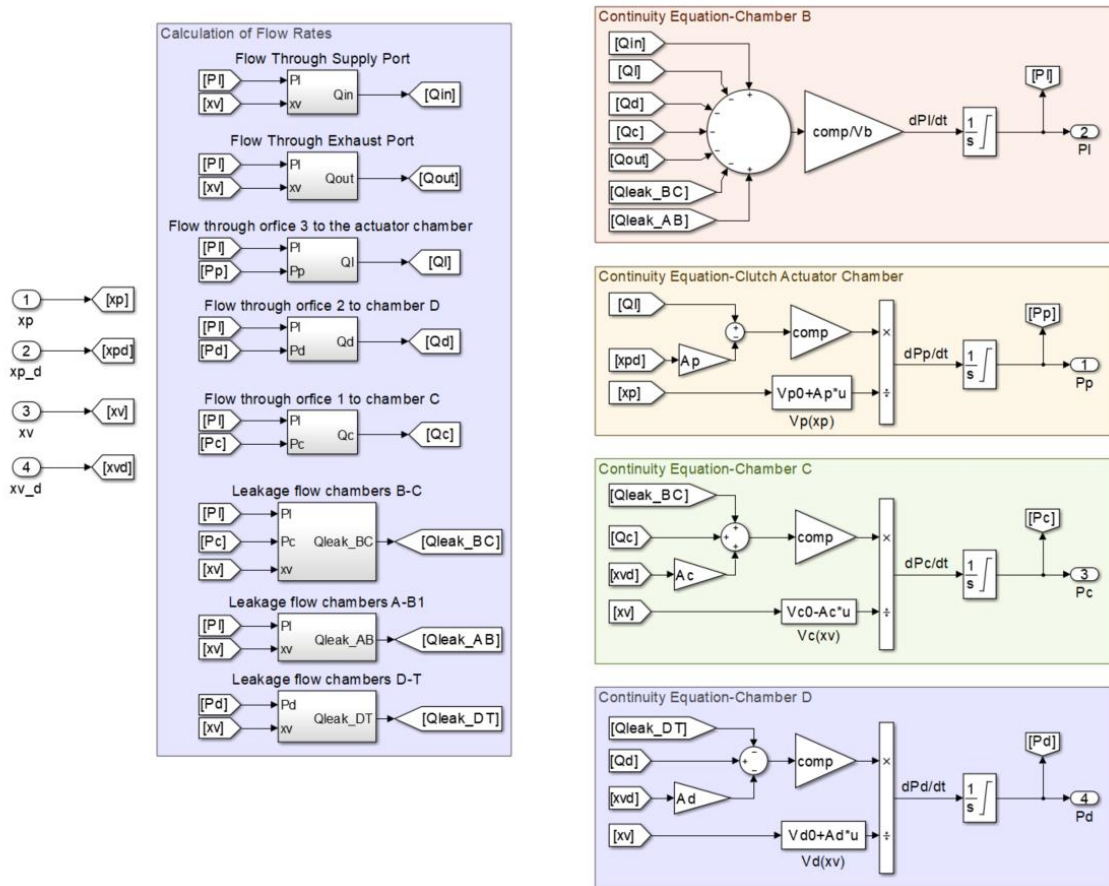 Calculation of Flow Rates
Flow Through Supply Port
[Pl] Pl
[xv] xv
Qin [Qin]
Flow Through Exhaust Port
[Pl] Pl
[xv] xv
Qout [Qout]
Flow through orfice 3 to the actuator chamber
[Pl] Pl
[Pp] Pp
Ql [Ql]
Flow through orfice 2 to chamber D
[Pl] Pl
[Pd] Pd
Qd [Qd]
Flow through orfice 1 to chamber C
[Pl] Pl
[Pc] Pc
Qc [Qc]
Leakage flow chambers B-C
[Pl] Pl
[Pc] Pc
[xv] xv
Qleak_BC [Qleak_BC]
Leakage flow chambers A-B1
[Pl] Pl
[xv] xv
Qleak_AB [Qleak_AB]
Leakage flow chambers D-T
[Pd] Pd
[xv] xv
Qleak_DT [Qleak_DT]
1 [xp]
xp
2 [xpd]
xp_d
3 [xv]
xv
4 [xvd]
xv_d
Continuity Equation-Chamber B
[Qin]
[Ql]
[Qd]
[Qc]
[Qout]
[Qleak_BC]
[Qleak_AB]
+
−
−
−
−
−
+
comp/Vb
dPl/dt
1
s
[Pl]
2
Pl
Continuity Equation-Clutch Actuator Chamber
[Ql]
[xpd]
Ap
[xp]
+
−
comp
Vp0+Ap*u
Vp(xp)
×
÷
dPp/dt
1
s
[Pp]
1
Pp
Continuity Equation-Chamber C
[Qleak_BC]
[Qc]
[xvd]
Ac
[xv]
+
+
+
comp
Vc0-Ac*u
Vc(xv)
×
÷
dPc/dt
1
s
[Pc]
3
Pc
Continuity Equation-Chamber D
[Qleak_DT]
[Qd]
[xvd]
Ad
[xv]
−
+
−
comp
Vd0+Ad*u
Vd(xv)
×
÷
dPd/dt
1
s
[Pd]
4
Pd